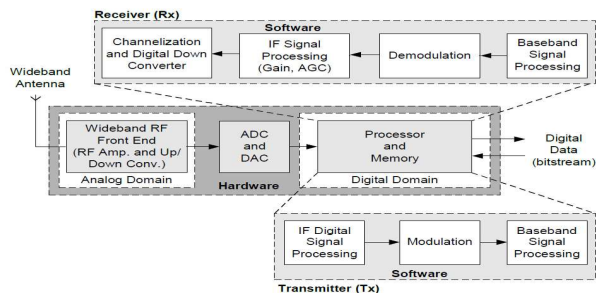 Receiver (Rx)
Software
Channelization
and Digital Down
Converter
IF Signal
Processing
(Gain, AGC)
Demodulation
Baseband
Signal
Processing
Wideband
Antenna
Wideband RF
Front End
(RF Amp. and Up/
Down Conv.)
Analog Domain
ADC
and
DAC
Hardware
Processor
and
Memory
Digital Domain
Digital
Data
(bitstream)
IF Digital
Signal
Processing
Modulation
Baseband
Signal
Processing
Software
Transmitter (Tx)